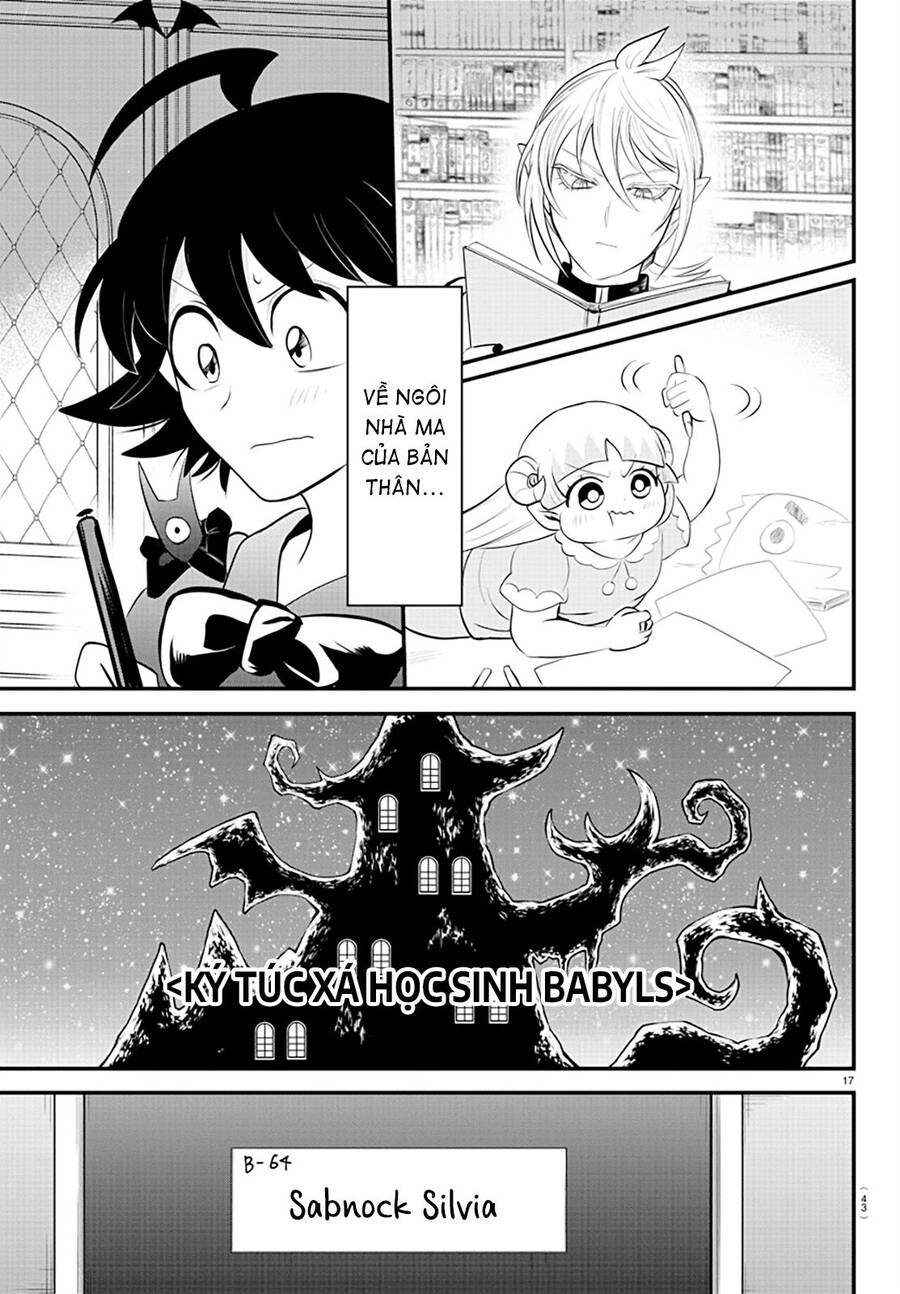 VỀ NGÔI
NHÀ MA
CỦA BẢN
THÂN...
<KÝ TÚC XÁ HỌC SINH BABYLS>
17
B-64
Sabnock Silvia
(43)